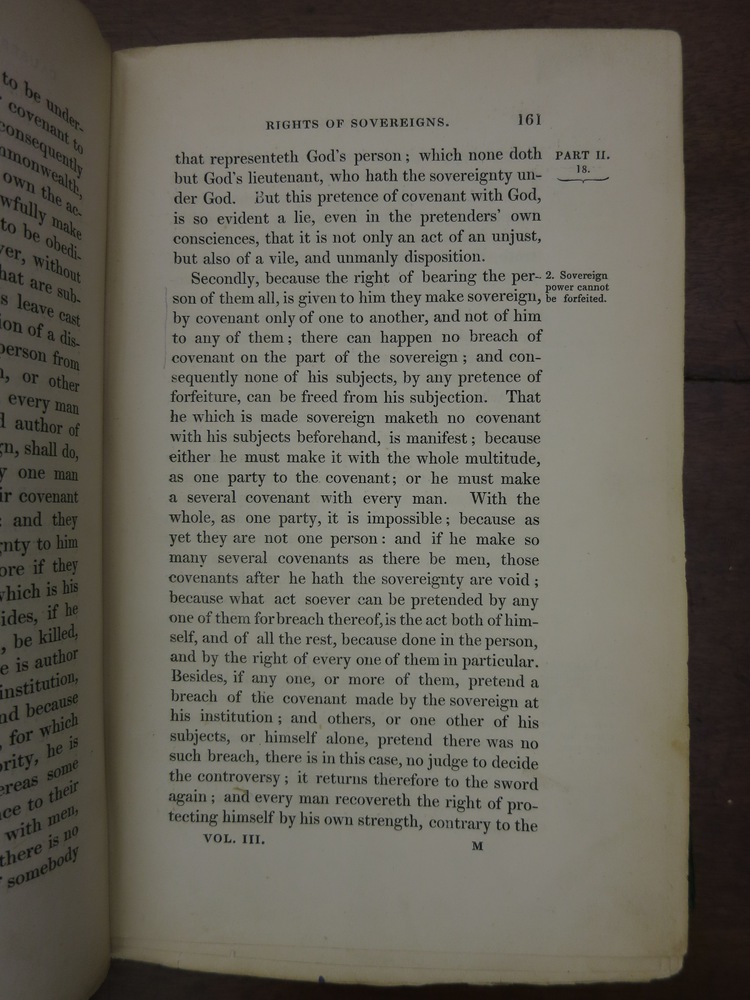 to be under-
covenant to
consequently
mmonwealth,
own the ac-
wfully make
to be obedi-
ver, without
hat are sub-
s leave cast
ion of a dis-
person from
, or other
every man
d author of
gn, shall do,
y one man
ir covenant
: and they
gnty to him
ore if they
which is his
ides, if he
, be killed,
e is author
institution,
nd because
, for which
ority, he is
ereas some
nce to their
with men,
there is no
somebody
RIGHTS OF SOVEREIGNS. 161
that representeth God's person; which none doth
but God's lieutenant, who hath the sovereignty un-
der God. But this pretence of covenant with God,
is so evident a lie, even in the pretenders' own
consciences, that it is not only an act of an unjust,
but also of a vile, and unmanly disposition.
Secondly, because the right of bearing the per-
son of them all, is given to him they make sovereign,
by covenant only of one to another, and not of him
to any of them; there can happen no breach of
covenant on the part of the sovereign; and con-
sequently none of his subjects, by any pretence of
forfeiture, can be freed from his subjection. That
he which is made sovereign maketh no covenant
with his subjects beforehand, is manifest; because
either he must make it with the whole multitude,
as one party to the covenant; or he must make
a several covenant with every man. With the
whole, as one party, it is impossible; because as
yet they are not one person: and if he make so
many several covenants as there be men, those
covenants after he hath the sovereignty are void;
because what act soever can be pretended by any
one of them for breach thereof, is the act both of him-
self, and of all the rest, because done in the person,
and by the right of every one of them in particular.
Besides, if any one, or more of them, pretend a
breach of the covenant made by the sovereign at
his institution; and others, or one other of his
subjects, or himself alone, pretend there was no
such breach, there is in this case, no judge to decide
the controversy; it returns therefore to the sword
again; and every man recovereth the right of pro-
tecting himself by his own strength, contrary to the
VOL. III. M
PART II.
18.
2. Sovereign
power cannot
be forfeited.